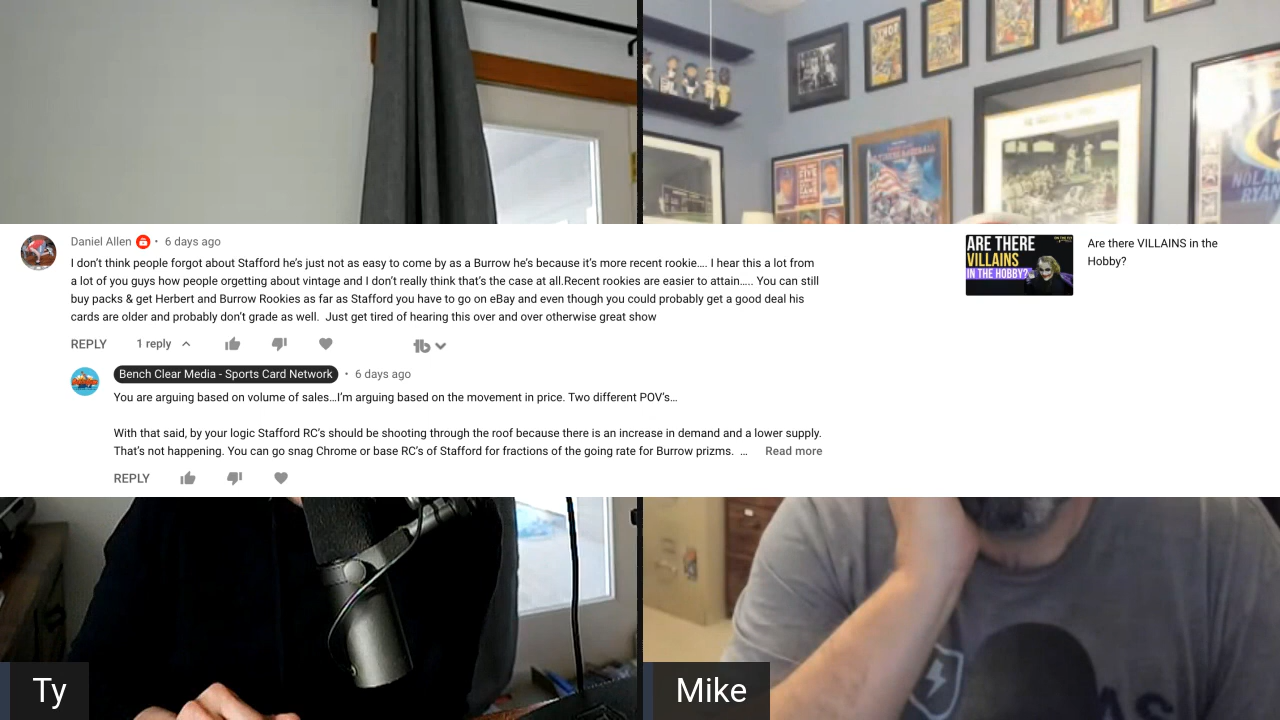 Daniel Allen • 6 days ago
I don't think people forgot about Stafford he's just not as easy to come by as a Burrow he's because it's more recent rookie.... I hear this a lot from
a lot of you guys how people orgetting about vintage and I don't really think that's the case at all.Recent rookies are easier to attain..... You can still
buy packs & get Herbert and Burrow Rookies as far as Stafford you have to go on eBay and even though you could probably get a good deal his
cards are older and probably don't grade as well.  Just get tired of hearing this over and over otherwise great show
REPLY 1 reply
tb
Bench Clear Media - Sports Card Network • 6 days ago
You are arguing based on volume of sales...I'm arguing based on the movement in price. Two different POV's...
With that said, by your logic Stafford RC's should be shooting through the roof because there is an increase in demand and a lower supply.
That's not happening. You can go snag Chrome or base RC's of Stafford for fractions of the going rate for Burrow prizms. ... Read more
REPLY
ARE THERE
VILLAINS
IN THE HOBBY?
Are there VILLAINS in the
Hobby?
NOLAN
RYAN
Ty
Mike